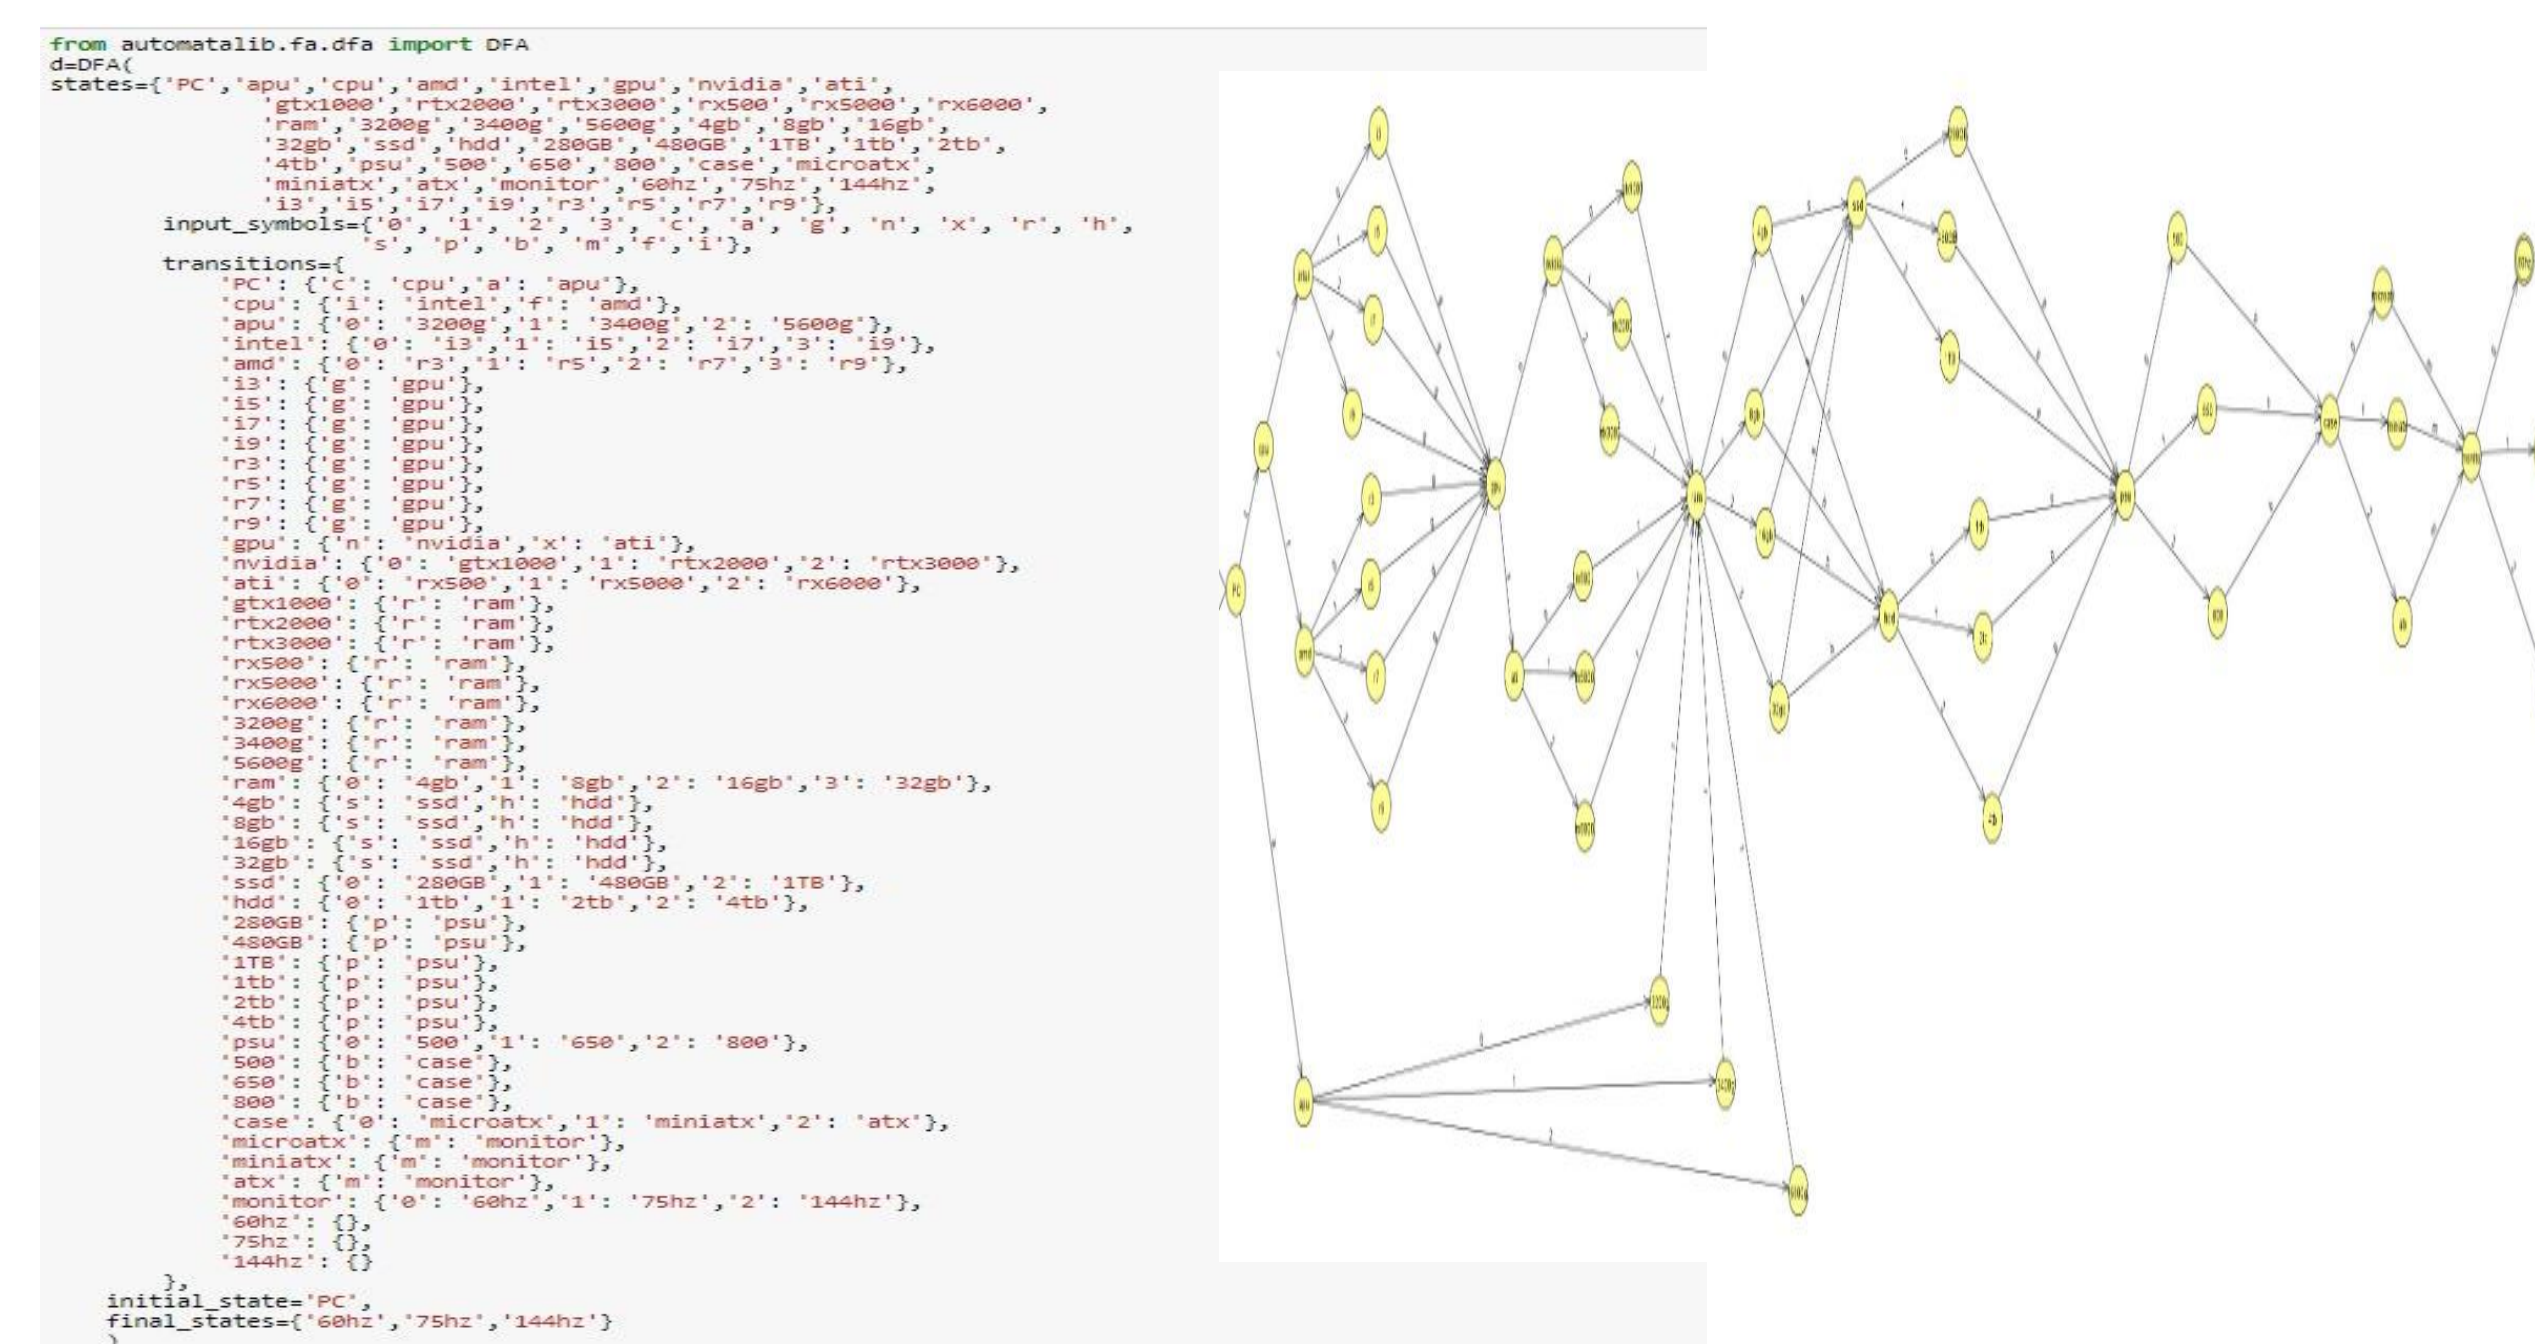 from automatalib.fa.dfa import DFA
d=DFA(
states={'PC','apu','cpu','amd','intel','gpu','nvidia','ati',
'gtx1000','rtx2000','rtx3000','rx500','rx5000','rx6000',
'ram','3200g','3400g','5600g','4gb','8gb','16gb',
'32gb','ssd','hdd','280GB','480GB','1TB','1tb','2tb',
'4tb','psu','500','650','800','case','microatx',
'miniatx','atx','monitor','60hz','75hz','144hz',
'i3','i5','i7','i9','r3','r5','r7','r9'},
input_symbols={'0', '1', '2', '3', 'c', 'a', 'g', 'n', 'x', 'r', 'h',
's', 'p', 'b', 'm','f','i'},
transitions={
'PC': {'c': 'cpu','a': 'apu'},
'cpu': {'i': 'intel','f': 'amd'},
'apu': {'0': '3200g','1': '3400g','2': '5600g'},
'intel': {'0': 'i3','1': 'i5','2': 'i7','3': 'i9'},
'amd': {'0': 'r3','1': 'r5','2': 'r7','3': 'r9'},
'i3': {'g': 'gpu'},
'i5': {'g': 'gpu'},
'i7': {'g': 'gpu'},
'i9': {'g': 'gpu'},
'r3': {'g': 'gpu'},
'r5': {'g': 'gpu'},
'r7': {'g': 'gpu'},
'r9': {'g': 'gpu'},
'gpu': {'n': 'nvidia','x': 'ati'},
'nvidia': {'0': 'gtx1000','1': 'rtx2000','2': 'rtx3000'},
'ati': {'0': 'rx500','1': 'rx5000','2': 'rx6000'},
'gtx1000': {'r': 'ram'},
'rtx2000': {'r': 'ram'},
'rtx3000': {'r': 'ram'},
'rx500': {'r': 'ram'},
'rx5000': {'r': 'ram'},
'rx6000': {'r': 'ram'},
'3200g': {'r': 'ram'},
'3400g': {'r': 'ram'},
'5600g': {'r': 'ram'},
'ram': {'0': '4gb','1': '8gb','2': '16gb','3': '32gb'},
'4gb': {'s': 'ssd','h': 'hdd'},
'8gb': {'s': 'ssd','h': 'hdd'},
'16gb': {'s': 'ssd','h': 'hdd'},
'32gb': {'s': 'ssd','h': 'hdd'},
'ssd': {'0': '280GB','1': '480GB','2': '1TB'},
'hdd': {'0': '1tb','1': '2tb','2': '4tb'},
'280GB': {'p': 'psu'},
'480GB': {'p': 'psu'},
'1TB': {'p': 'psu'},
'1tb': {'p': 'psu'},
'2tb': {'p': 'psu'},
'4tb': {'p': 'psu'},
'psu': {'0': '500','1': '650','2': '800'},
'500': {'b': 'case'},
'650': {'b': 'case'},
'800': {'b': 'case'},
'case': {'0': 'microatx','1': 'miniatx','2': 'atx'},
'microatx': {'m': 'monitor'},
'miniatx': {'m': 'monitor'},
'atx': {'m': 'monitor'},
'monitor': {'0': '60hz','1': '75hz','2': '144hz'},
'60hz': {},
'75hz': {},
'144hz': {}
},
initial_state='PC',
final_states={'60hz','75hz','144hz'}
)
PC
amd
r7
ssd
hdd
4gb
8gb
16gb
case
0
1
2